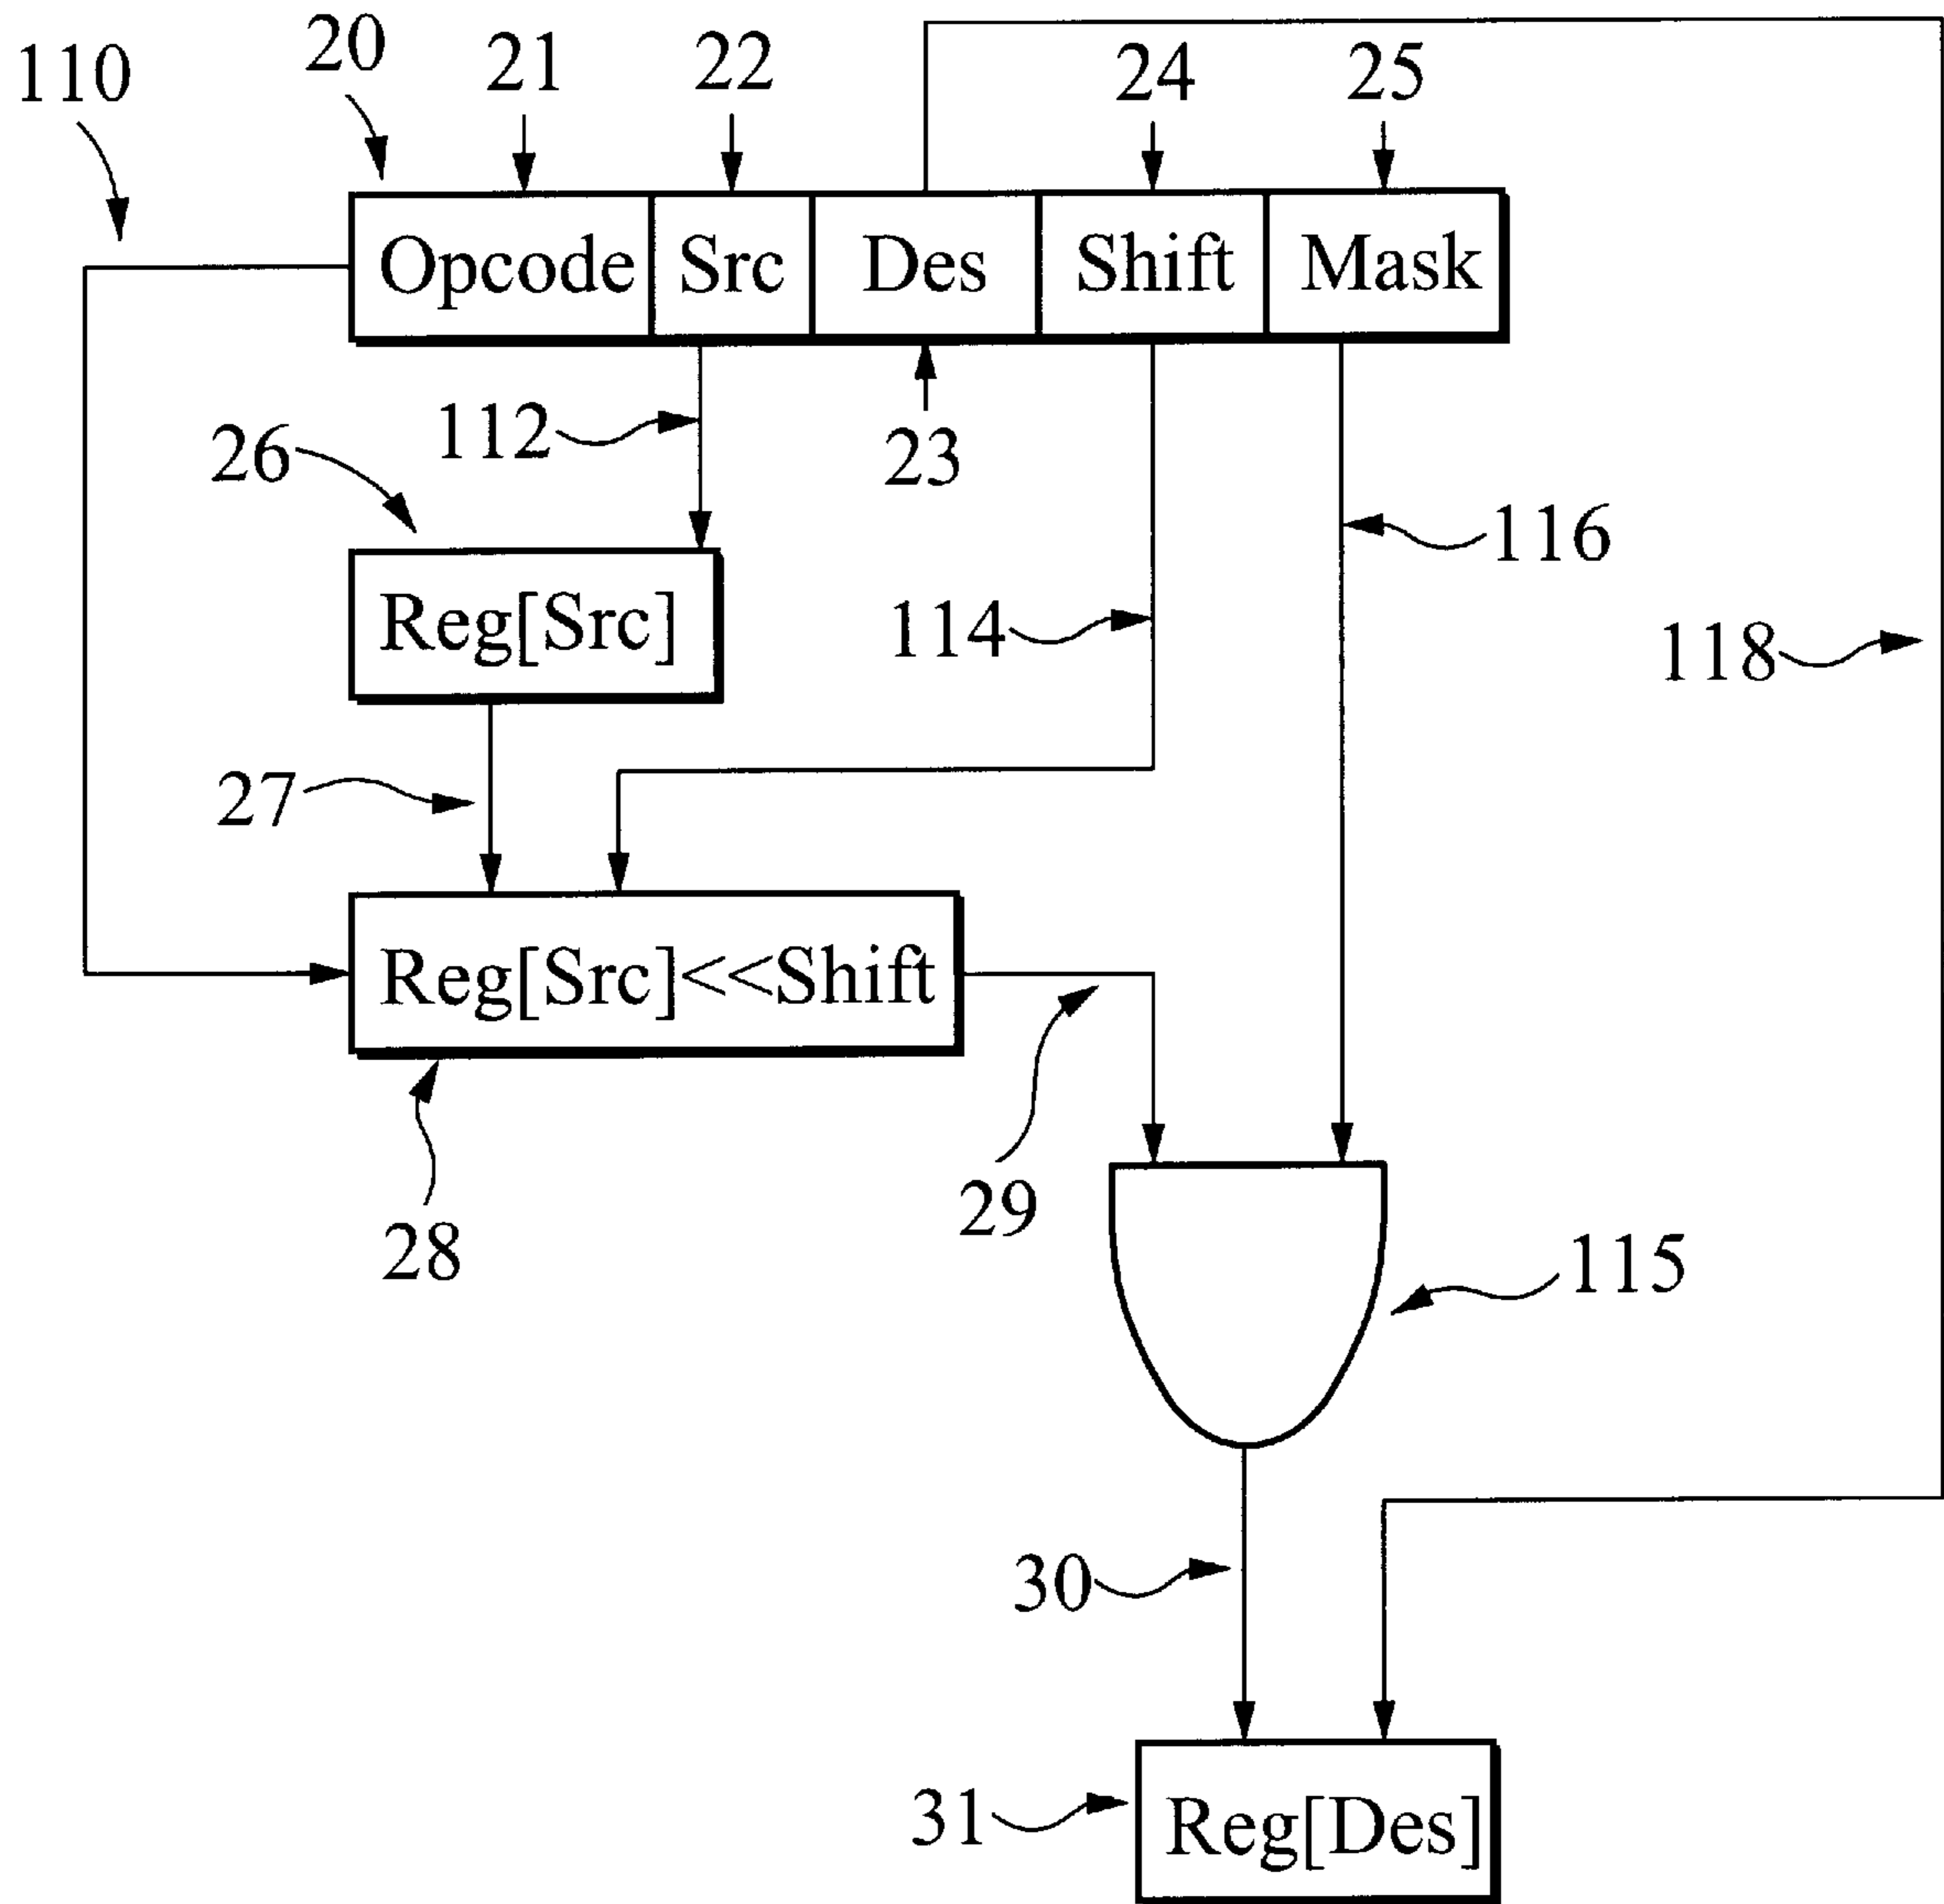 110
20
21
22
24
25
Opcode
Src
Des
Shift
Mask
112
23
26
116
Reg[Src]
114
118
27
Reg[Src]<<Shift
29
28
115
30
31
Reg[Des]